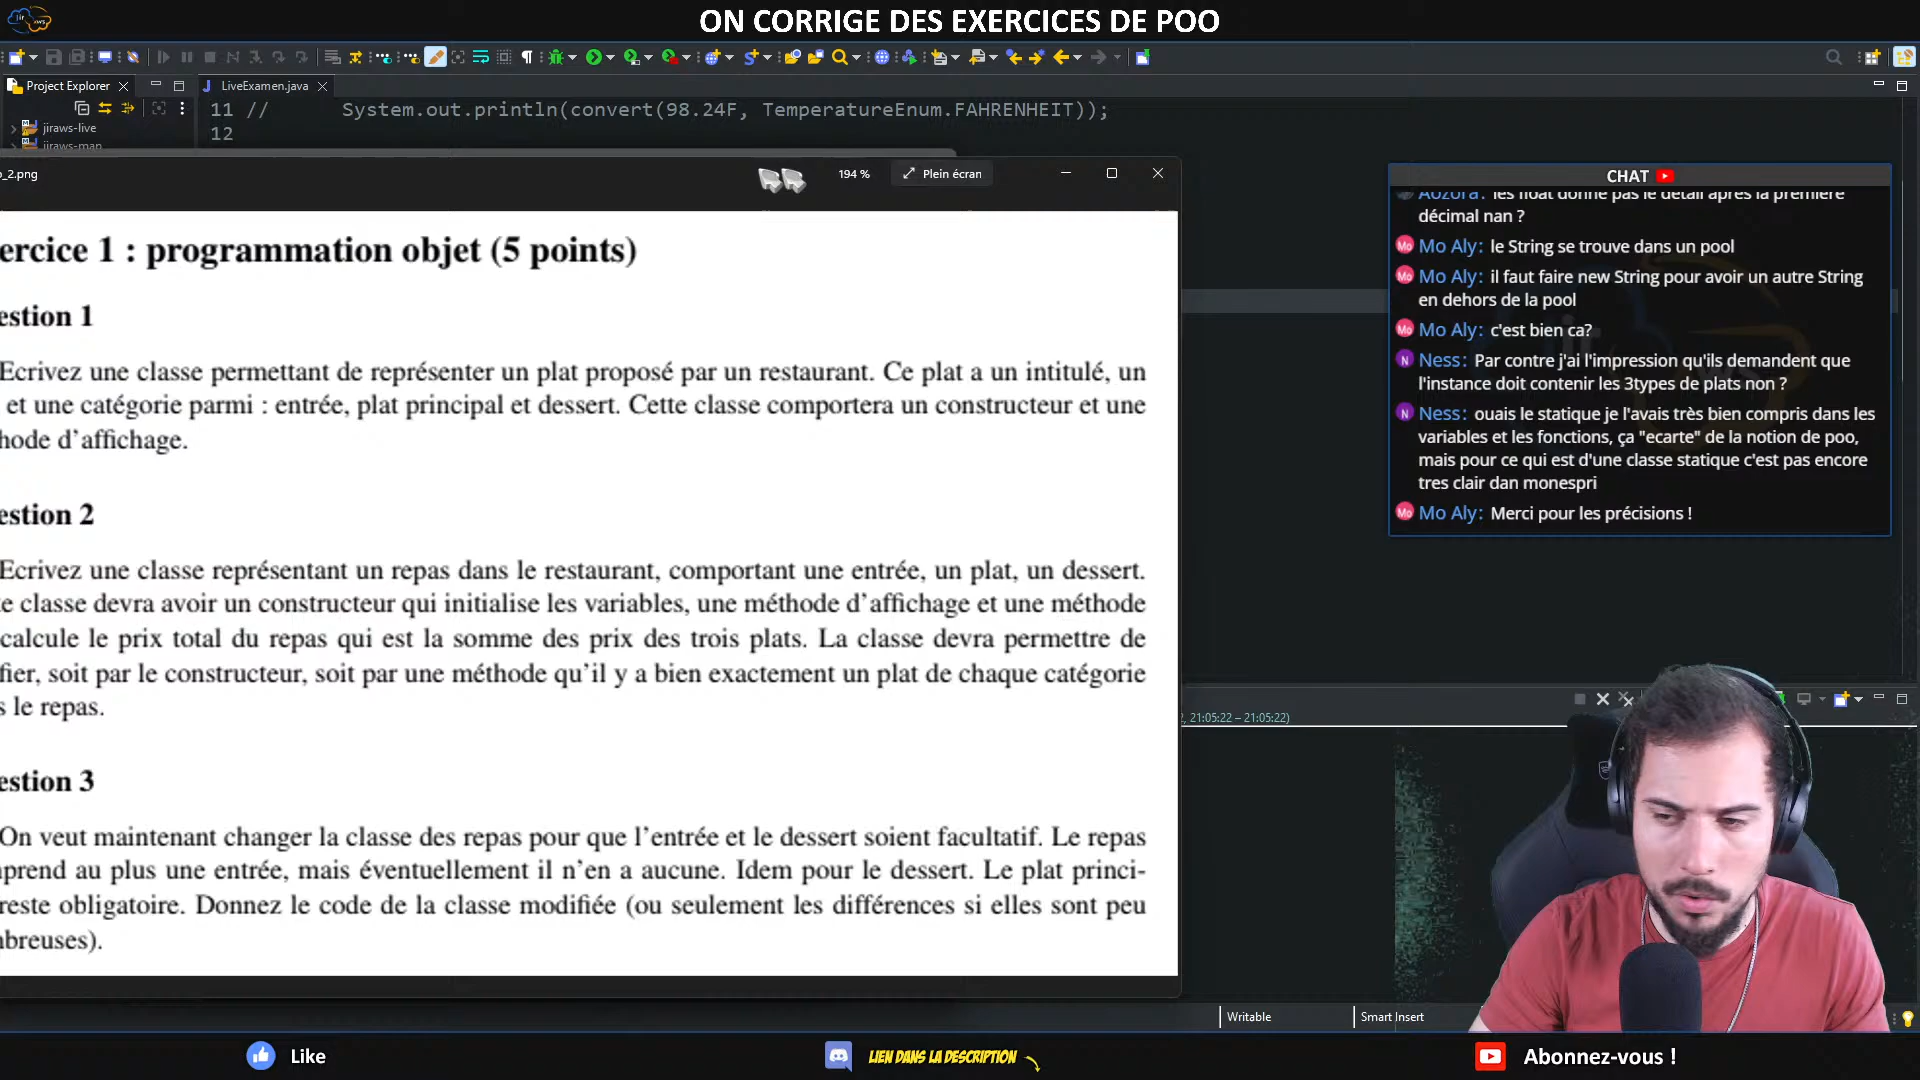 ON CORRIGE DES EXERCICES DE POO
Project Explorer
LiveExamen.java
jiraws-live
jiraws-map
11 // System.out.println(convert(98.24F, TemperatureEnum.FAHRENHEIT));
12
_2.png
194 %
Plein écran
ercice 1 : programmation objet (5 points)
estion 1
Ecrivez une classe permettant de représenter un plat proposé par un restaurant. Ce plat a un intitulé, un
et une catégorie parmi : entrée, plat principal et dessert. Cette classe comportera un constructeur et une
hode d'affichage.
estion 2
Ecrivez une classe représentant un repas dans le restaurant, comportant une entrée, un plat, un dessert.
e classe devra avoir un constructeur qui initialise les variables, une méthode d'affichage et une méthode
calcule le prix total du repas qui est la somme des prix des trois plats. La classe devra permettre de
fier, soit par le constructeur, soit par une méthode qu'il y a bien exactement un plat de chaque catégorie
s le repas.
estion 3
On veut maintenant changer la classe des repas pour que l'entrée et le dessert soient facultatif. Le repas
prend au plus une entrée, mais éventuellement il n'en a aucune. Idem pour le dessert. Le plat princi-
reste obligatoire. Donnez le code de la classe modifiée (ou seulement les différences si elles sont peu
breuses).
CHAT
Aozora: les float donne pas le détail après la première
décimal nan ?
Mo Aly: le String se trouve dans un pool
Mo Aly: il faut faire new String pour avoir un autre String
en dehors de la pool
Mo Aly: c'est bien ca?
Ness: Par contre j'ai l'impression qu'ils demandent que
l'instance doit contenir les 3types de plats non ?
Ness: ouais le statique je l'avais très bien compris dans les
variables et les fonctions, ça "ecarte" de la notion de poo,
mais pour ce qui est d'une classe statique c'est pas encore
tres clair dan monespri
Mo Aly: Merci pour les précisions !
, 21:05:22 – 21:05:22)
Writable
Smart Insert
Like
LIEN DANS LA DESCRIPTION
Abonnez-vous !